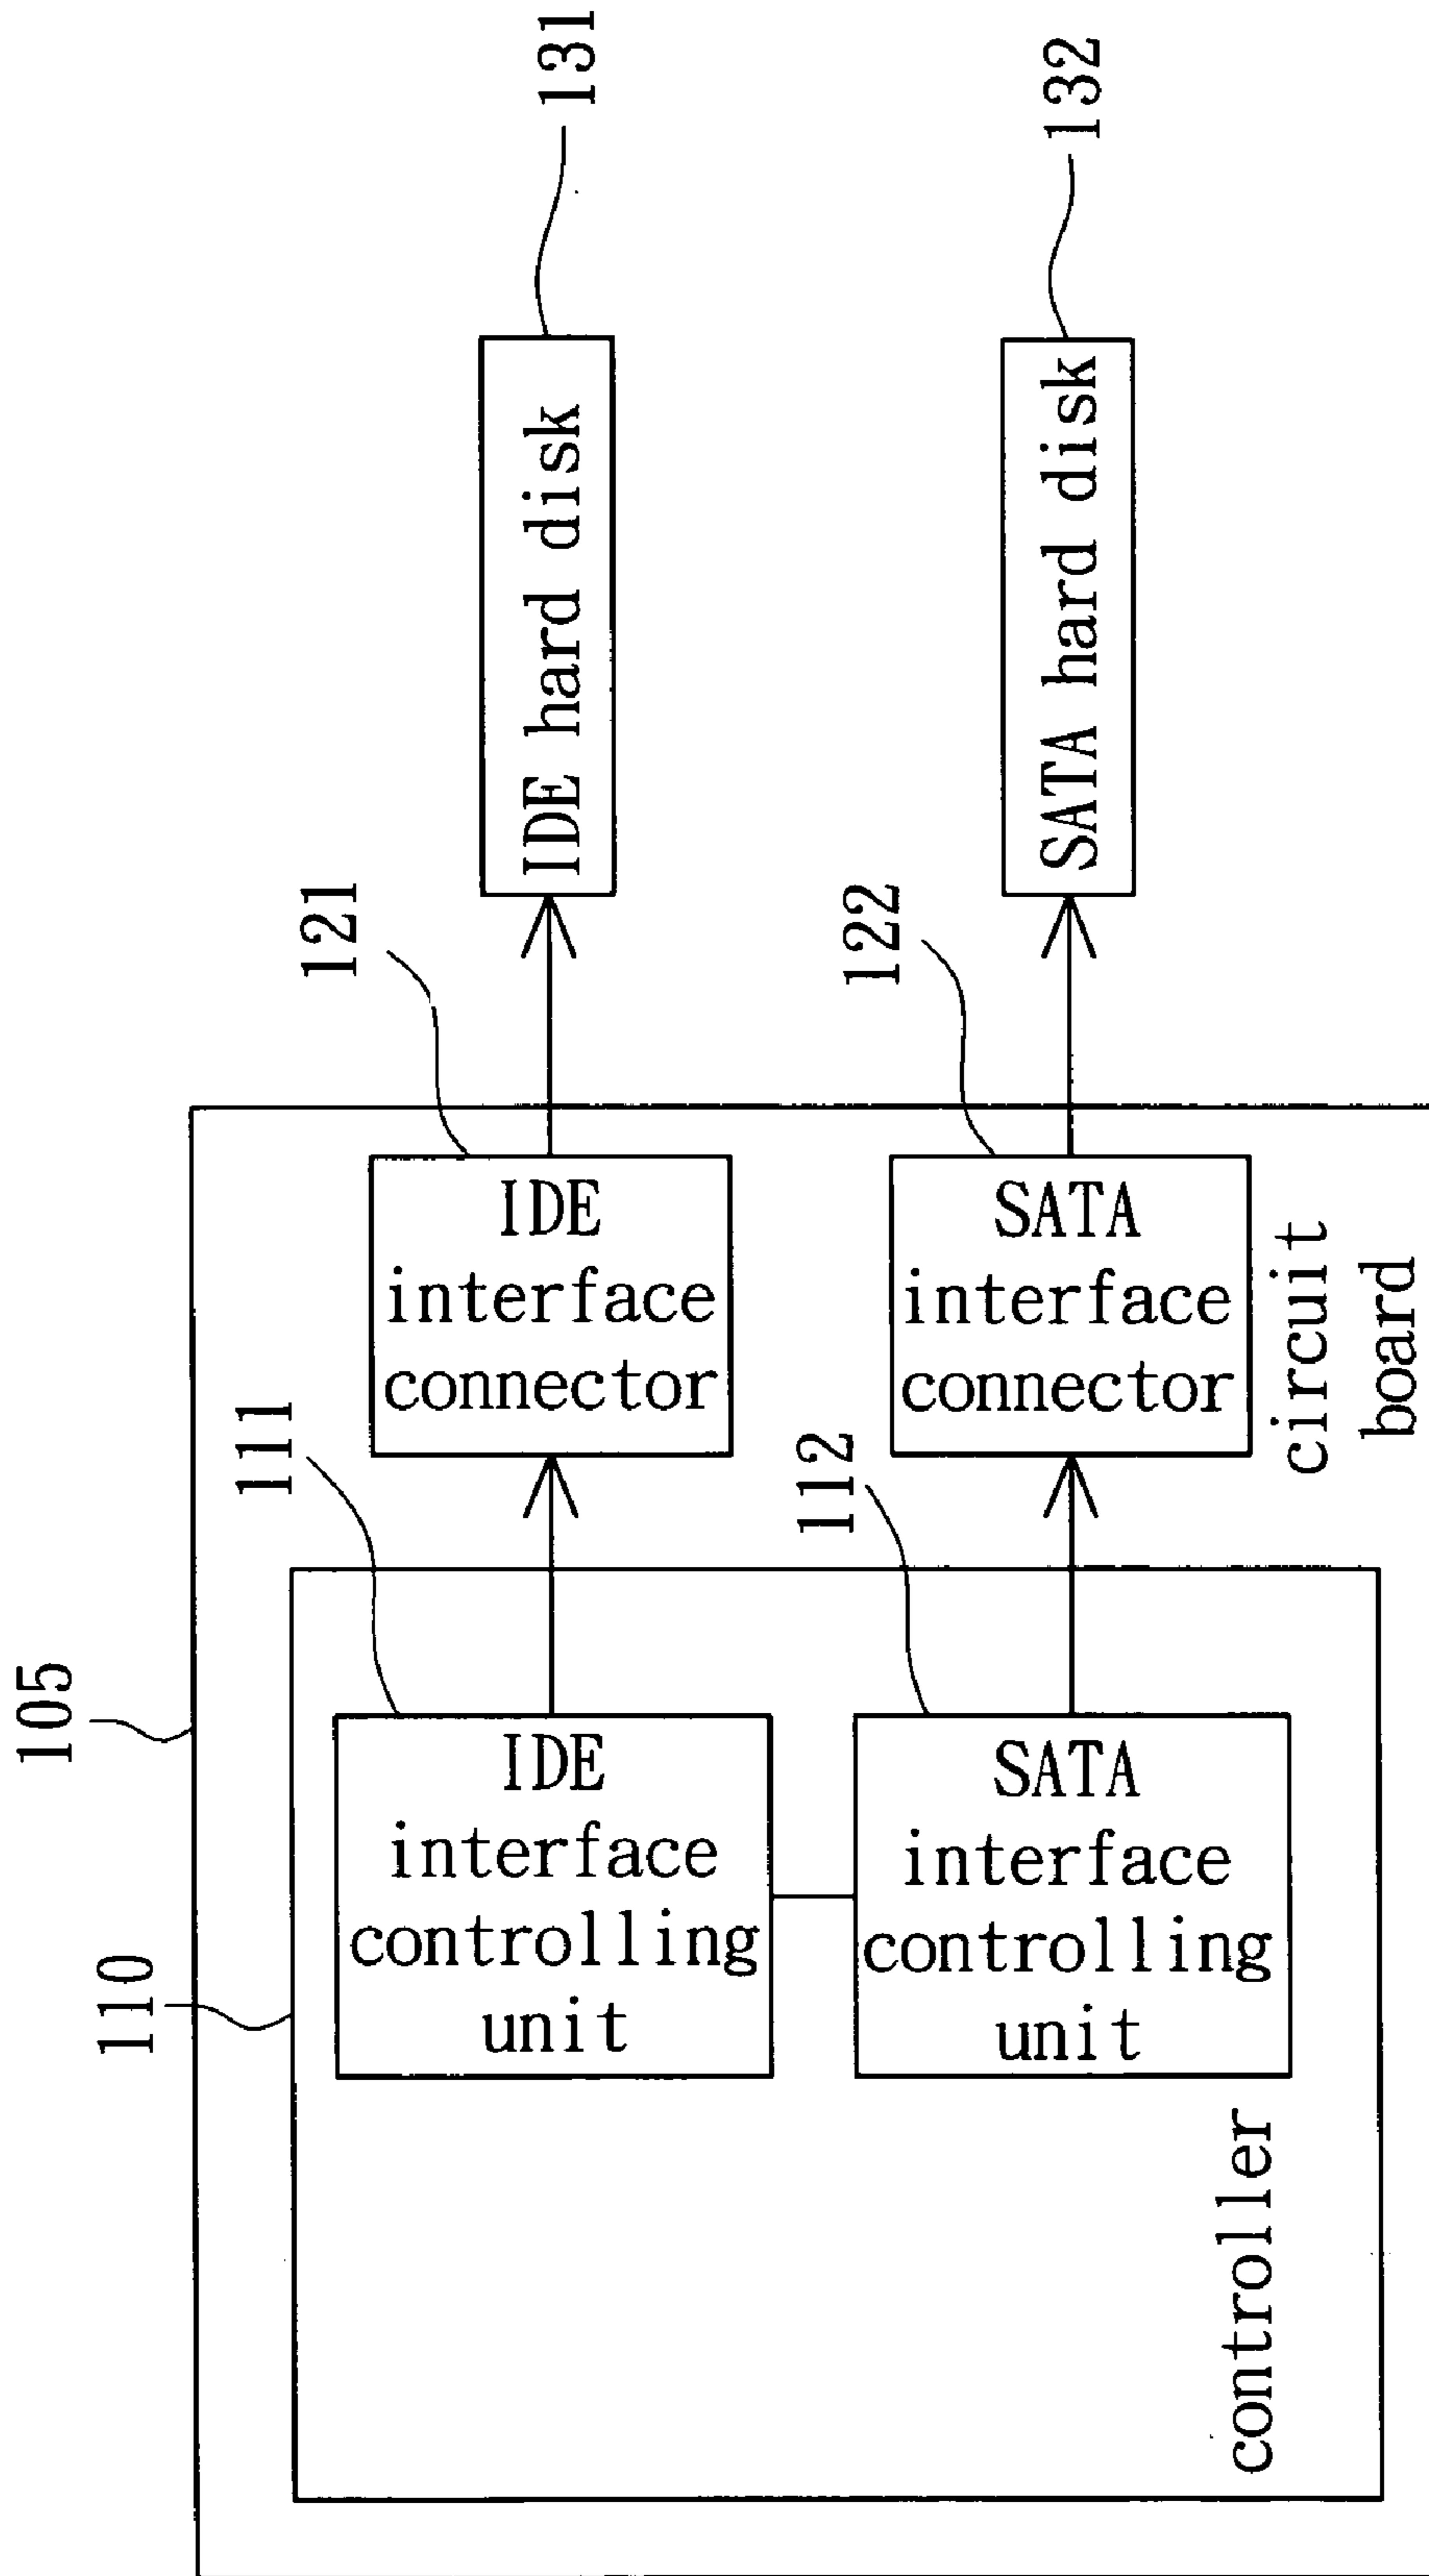 131
132
IDE hard disk
SATA hard disk
121
122
IDE
interface
connector
SATA
interface
connector
circuit
board
111
112
105
IDE
interface
controlling
unit
SATA
interface
controlling
unit
110
controller